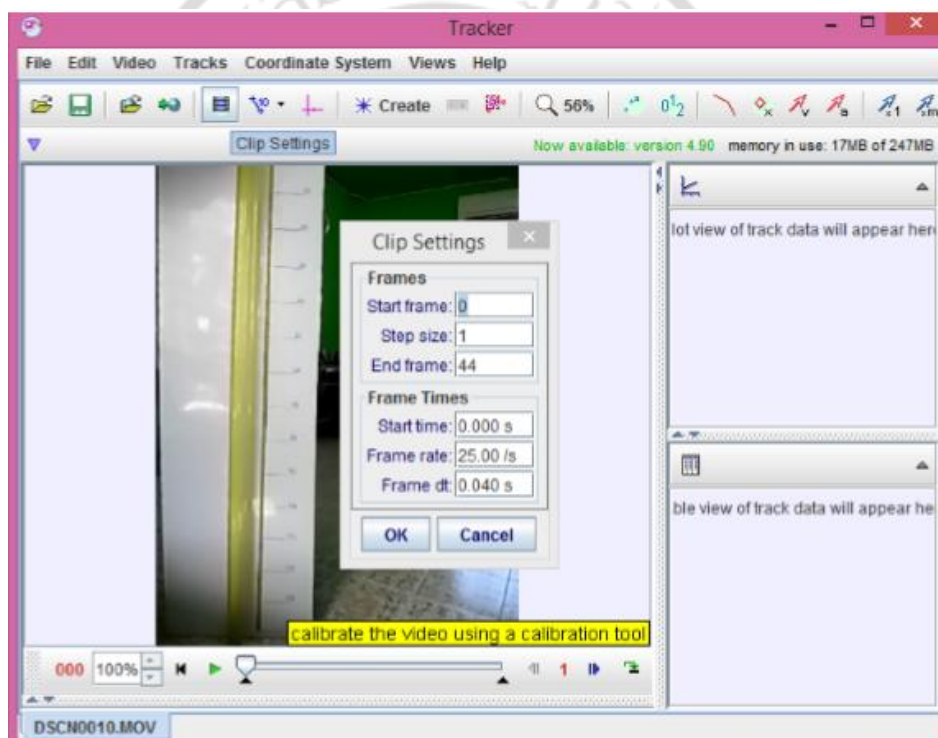 Tracker
File Edit Video Tracks Coordinate System Views Help
Create 56%
Clip Settings Now available: version 4.90 memory in use: 17MB of 247MB
Clip Settings
lot view of track data will appear her
Frames
Start frame: 0
Step size: 1
End frame: 44
Frame Times
Start time: 0.000 s
Frame rate: 25.00 /s
Frame dt: 0.040 s
OK Cancel
ble view of track data will appear he
calibrate the video using a calibration tool
000 100% 1
DSCN0010.MOV